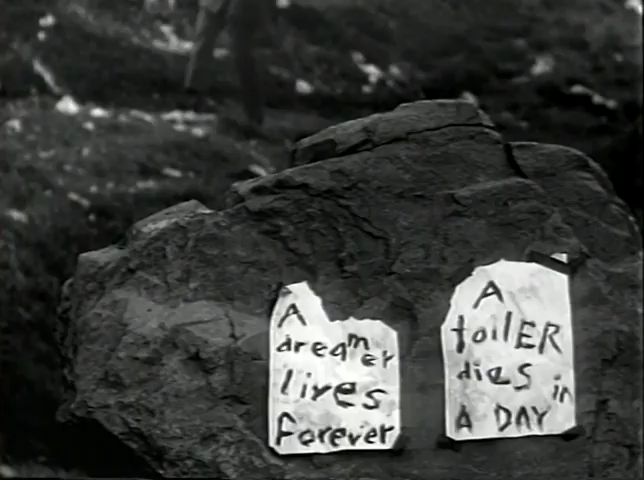 A
dreamer
lives
forever
A
toilER
dies in
A DAY